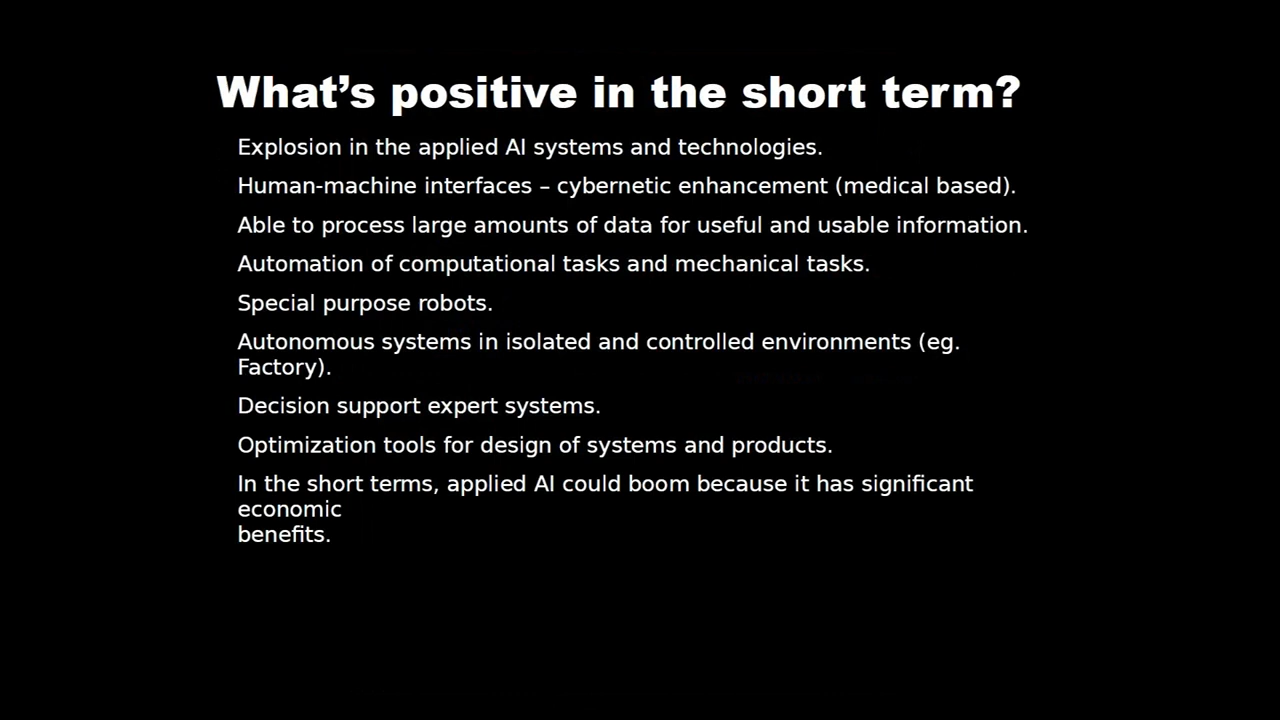 What’s positive in the short term?
Explosion in the applied AI systems and technologies.
Human-machine interfaces – cybernetic enhancement (medical based).
Able to process large amounts of data for useful and usable information.
Automation of computational tasks and mechanical tasks.
Special purpose robots.
Autonomous systems in isolated and controlled environments (eg.
Factory).
Decision support expert systems.
Optimization tools for design of systems and products.
In the short terms, applied AI could boom because it has significant
economic
benefits.